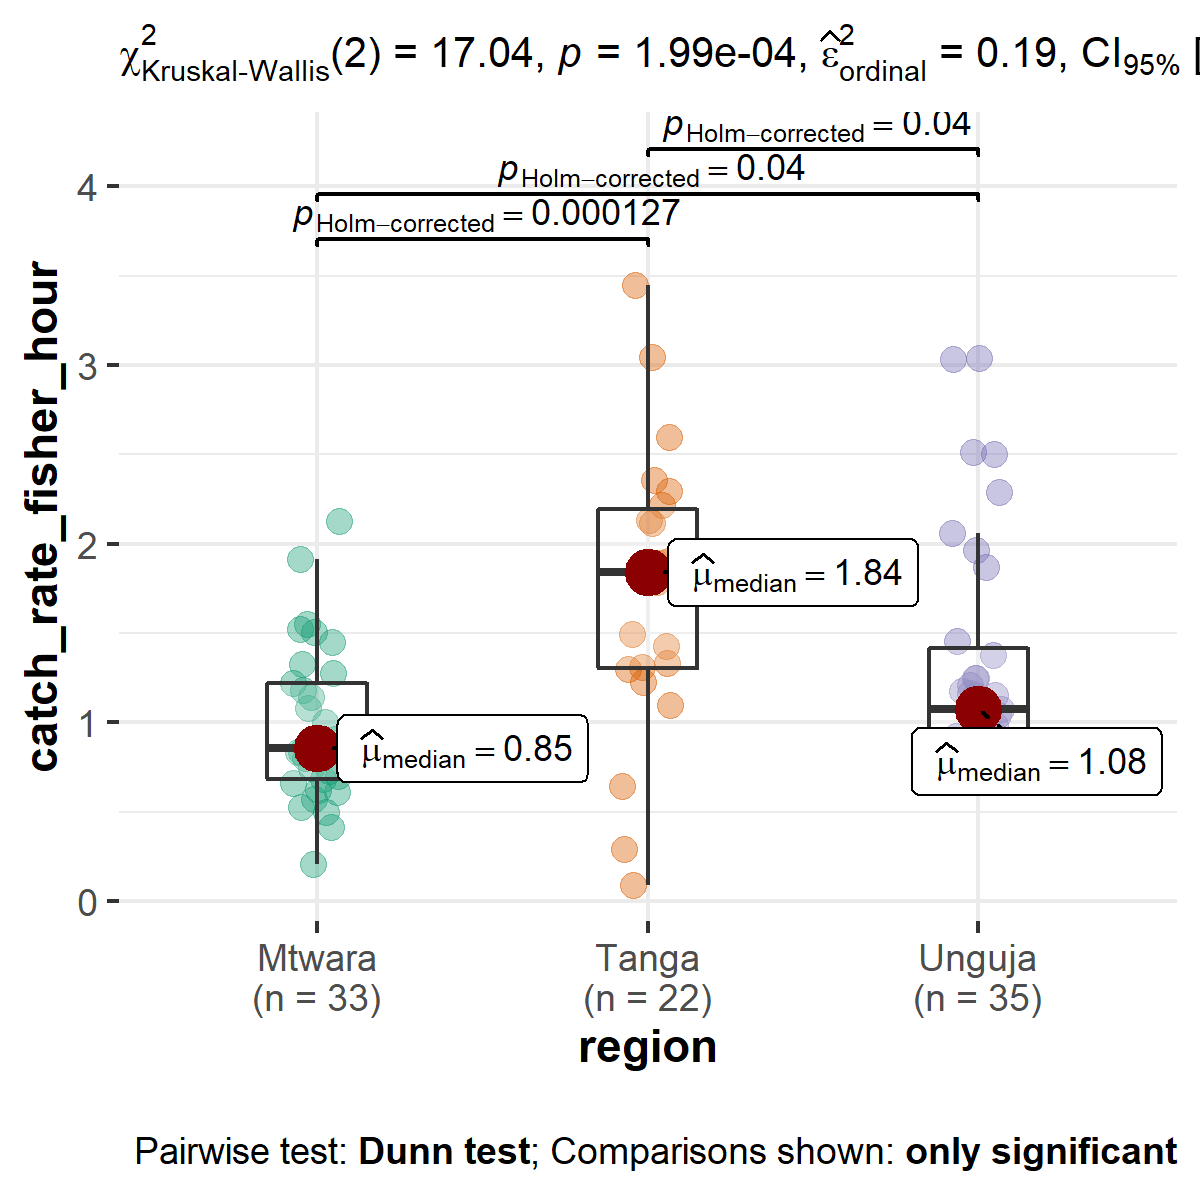 χ²Kruskal-Wallis(2) = 17.04, p = 1.99e-04, ε̂²ordinal = 0.19, CI95% [
pHolm−corrected = 0.04
pHolm−corrected = 0.04
pHolm−corrected = 0.000127
catch_rate_fisher_hour
4
3
2
1
0
μ̂median = 0.85
μ̂median = 1.84
μ̂median = 1.08
Mtwara
(n = 33)
Tanga
(n = 22)
Unguja
(n = 35)
region
Pairwise test: Dunn test; Comparisons shown: only significant